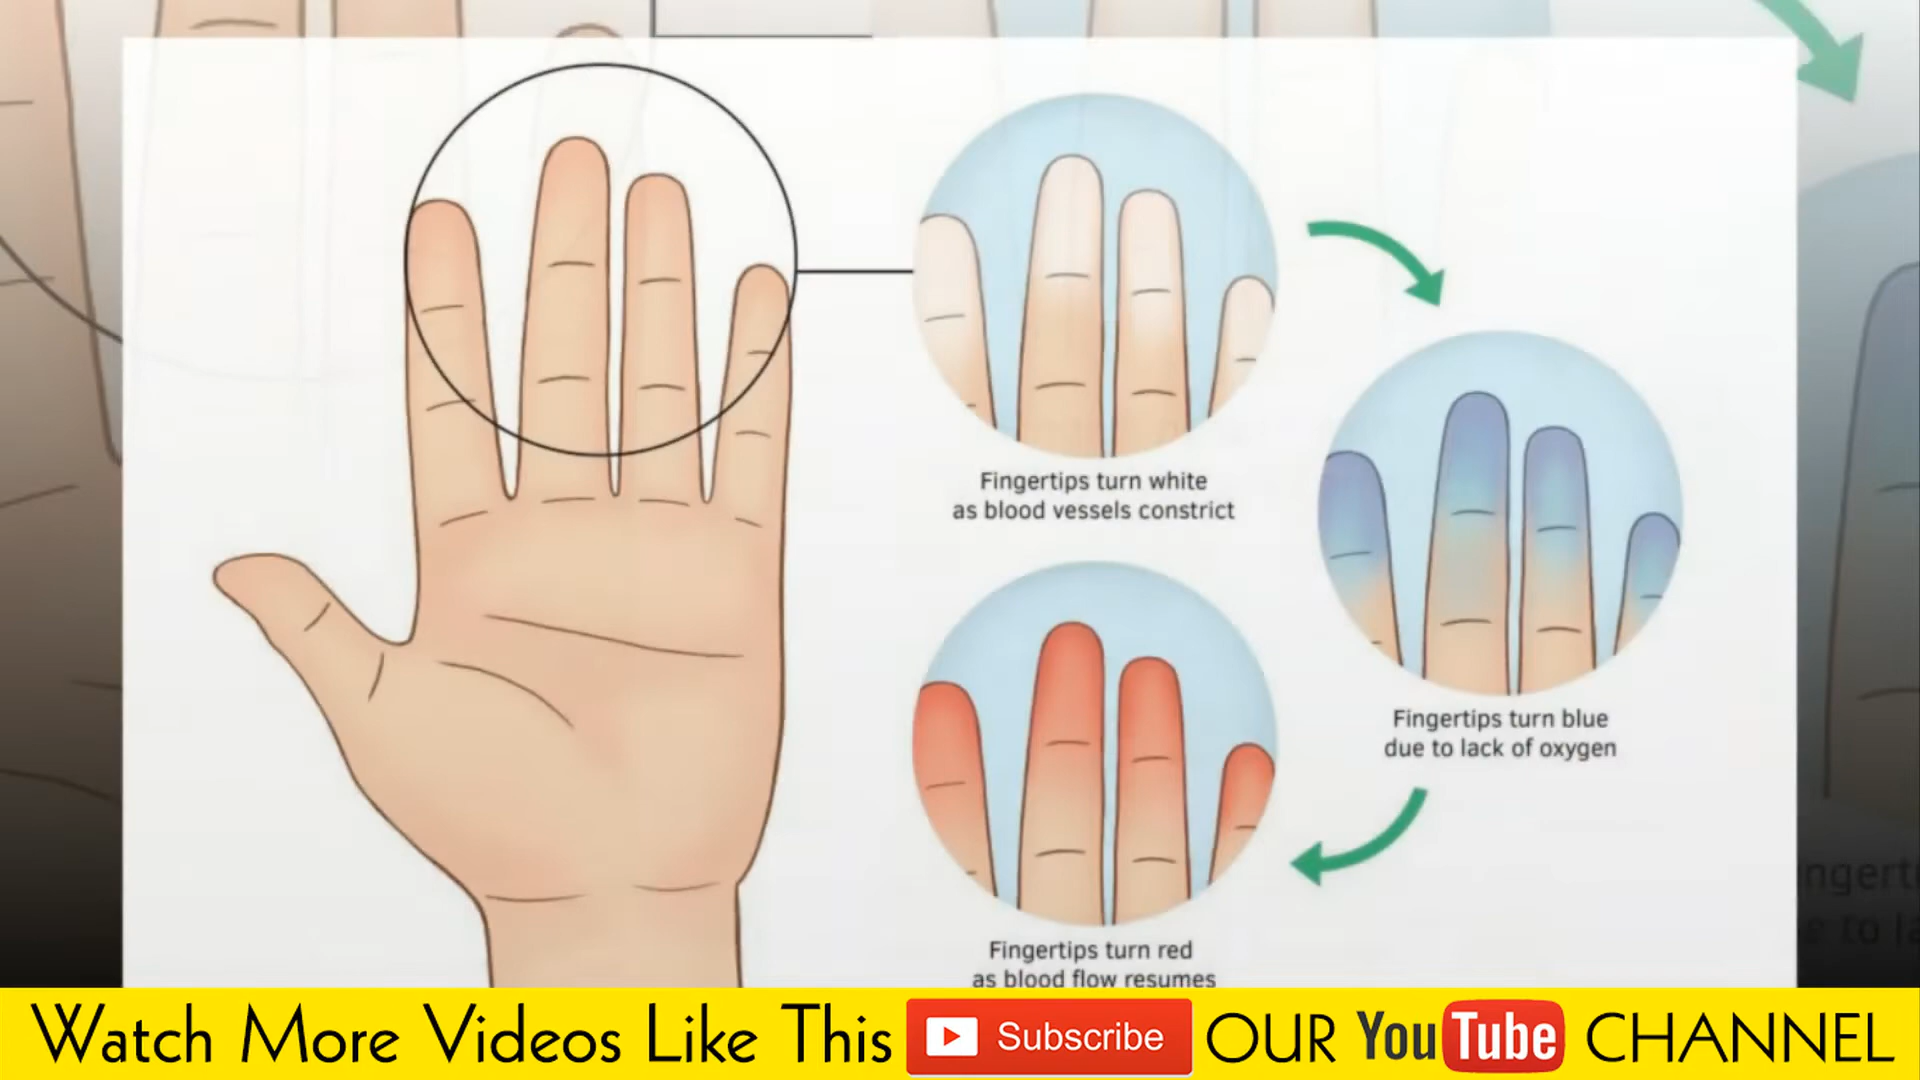 Fingertips turn white
as blood vessels constrict
Fingertips turn blue
due to lack of oxygen
Fingertips turn red
as blood flow resumes
Watch More Videos Like This Subscribe OUR YouTube CHANNEL